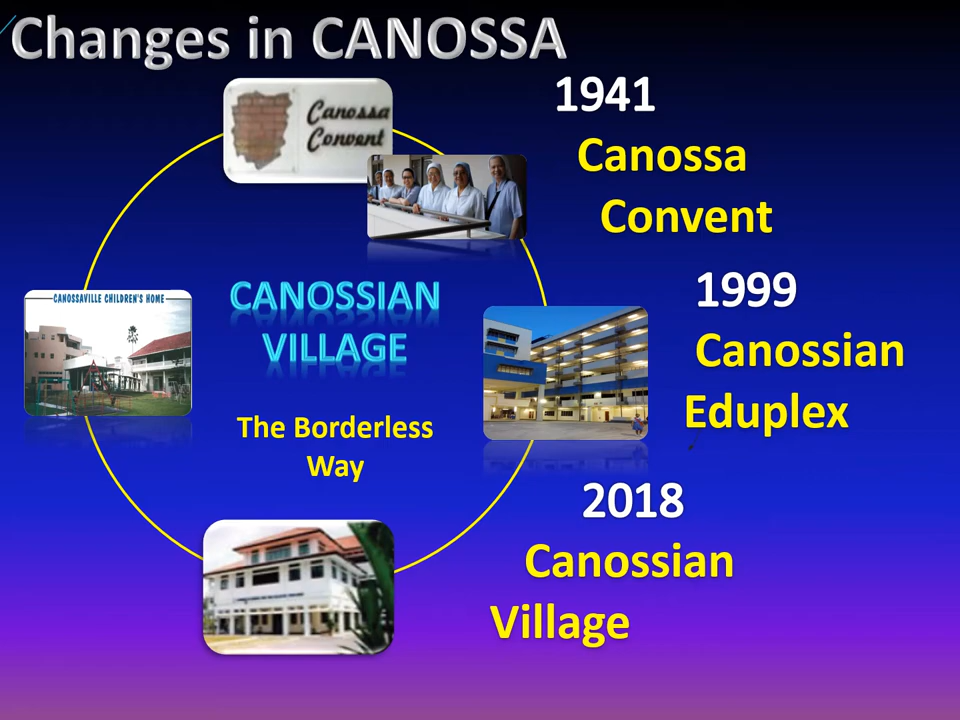 Changes in CANOSSA
Canossa
Convent
1941
Canossa
Convent
CANOSSAVILLE CHILDREN'S HOME
CANOSSIAN
VILLAGE
1999
Canossian
Eduplex
The Borderless
Way
2018
Canossian
Village